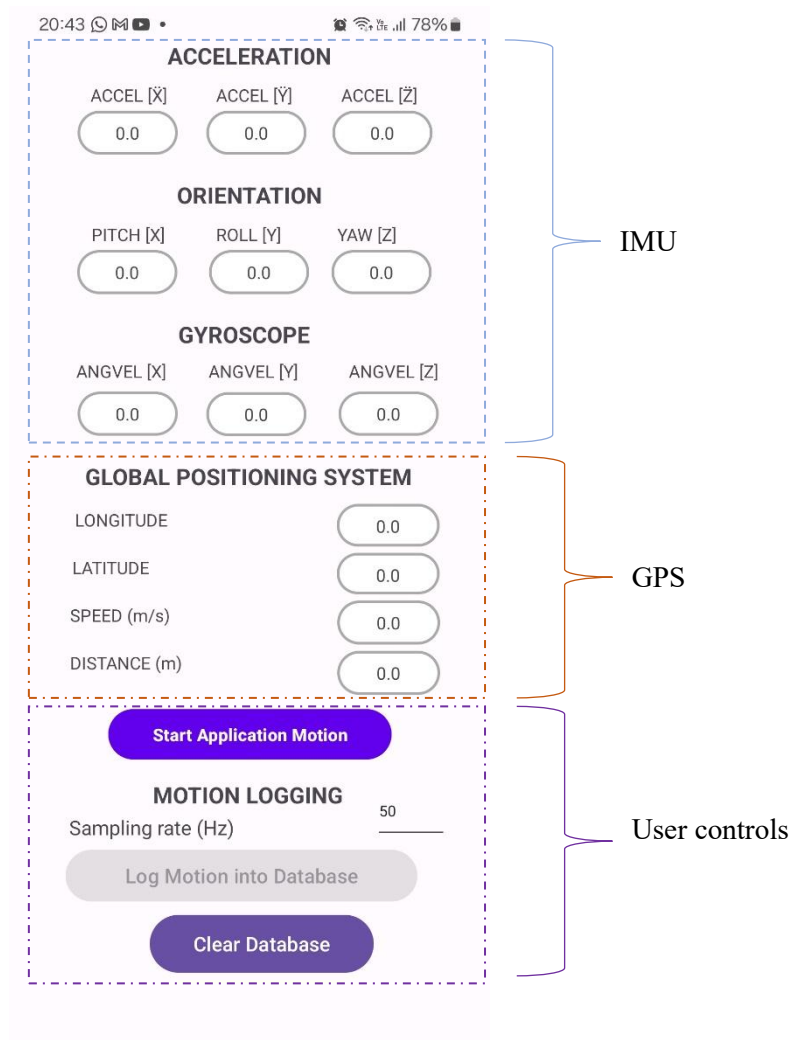 20:43 78%
ACCELERATION
ACCEL [Ẍ] ACCEL [Ÿ] ACCEL [Z̈]
0.0 0.0 0.0
ORIENTATION
PITCH [X] ROLL [Y] YAW [Z]
0.0 0.0 0.0
IMU
GYROSCOPE
ANGVEL [X] ANGVEL [Y] ANGVEL [Z]
0.0 0.0 0.0
GLOBAL POSITIONING SYSTEM
LONGITUDE 0.0
LATITUDE 0.0
GPS
SPEED (m/s) 0.0
DISTANCE (m) 0.0
Start Application Motion
MOTION LOGGING
Sampling rate (Hz) 50
User controls
Log Motion into Database
Clear Database